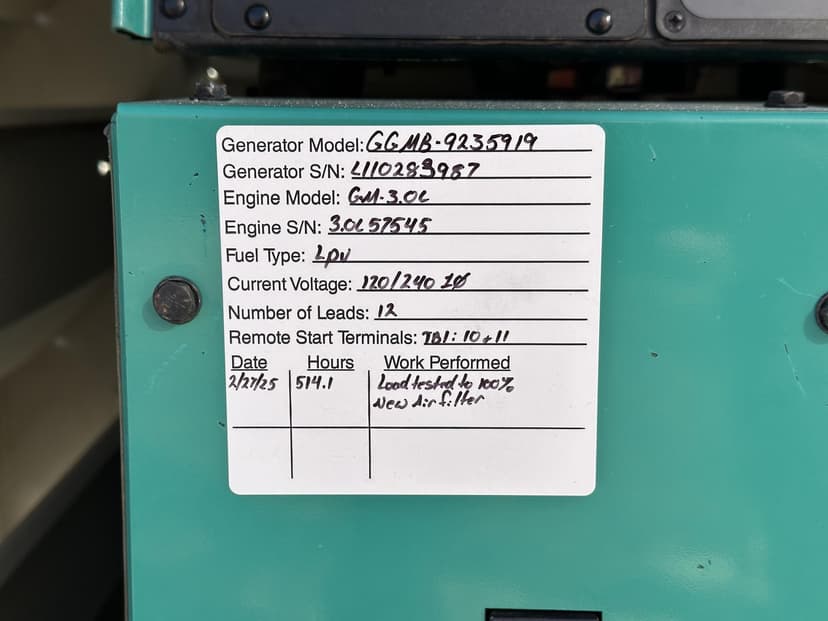 Generator Model: GGMB-9235919
Generator S/N: L110283987
Engine Model: GM-3.0L
Engine S/N: 3.0L57545
Fuel Type: LPV
Current Voltage: 120/240 1Ø
Number of Leads: 12
Remote Start Terminals: TB1: 10+11
Date Hours Work Performed
2/27/25 514.1 Load tested to 100%
New Air filter